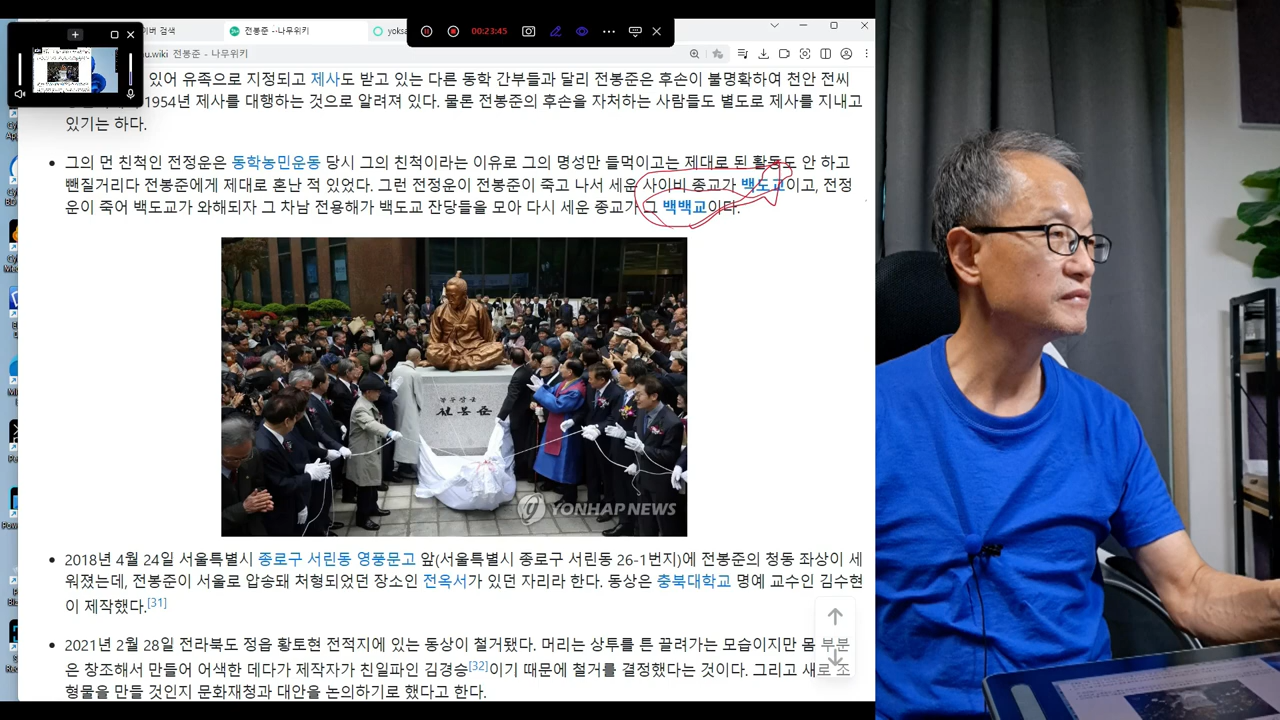 이버 검색
전봉준 - 나무위키
yoksa
00:23:45
u.wiki 전봉준 - 나무위키
있어 유족으로 지정되고 제사도 받고 있는 다른 동학 간부들과 달리 전봉준은 후손이 불명확하여 천안 전씨
1954년 제사를 대행하는 것으로 알려져 있다. 물론 전봉준의 후손을 자처하는 사람들도 별도로 제사를 지내고
있기는 하다.
그의 먼 친척인 전정운은 동학농민운동 당시 그의 친척이라는 이유로 그의 명성만 들먹이고는 제대로 된 활동도 안 하고
뺀질거리다 전봉준에게 제대로 혼난 적 있었다. 그런 전정운이 전봉준이 죽고 나서 세운 사이비 종교가 백도교이고, 전정
운이 죽어 백도교가 와해되자 그 차남 전용해가 백도교 잔당들을 모아 다시 세운 종교가 그 백백교이다.
전봉준
YONHAP NEWS
2018년 4월 24일 서울특별시 종로구 서린동 영풍문고 앞(서울특별시 종로구 서린동 26-1번지)에 전봉준의 청동 좌상이 세
워졌는데, 전봉준이 서울로 압송돼 처형되었던 장소인 전옥서가 있던 자리라 한다. 동상은 충북대학교 명예 교수인 김수현
이 제작했다.[31]
2021년 2월 28일 전라북도 정읍 황토현 전적지에 있는 동상이 철거됐다. 머리는 상투를 튼 끌려가는 모습이지만 몸 부분
은 창조해서 만들어 어색한 데다가 제작자가 친일파인 김경승[32]이기 때문에 철거를 결정했다는 것이다. 그리고 새로 조
형물을 만들 것인지 문화재청과 대안을 논의하기로 했다고 한다.